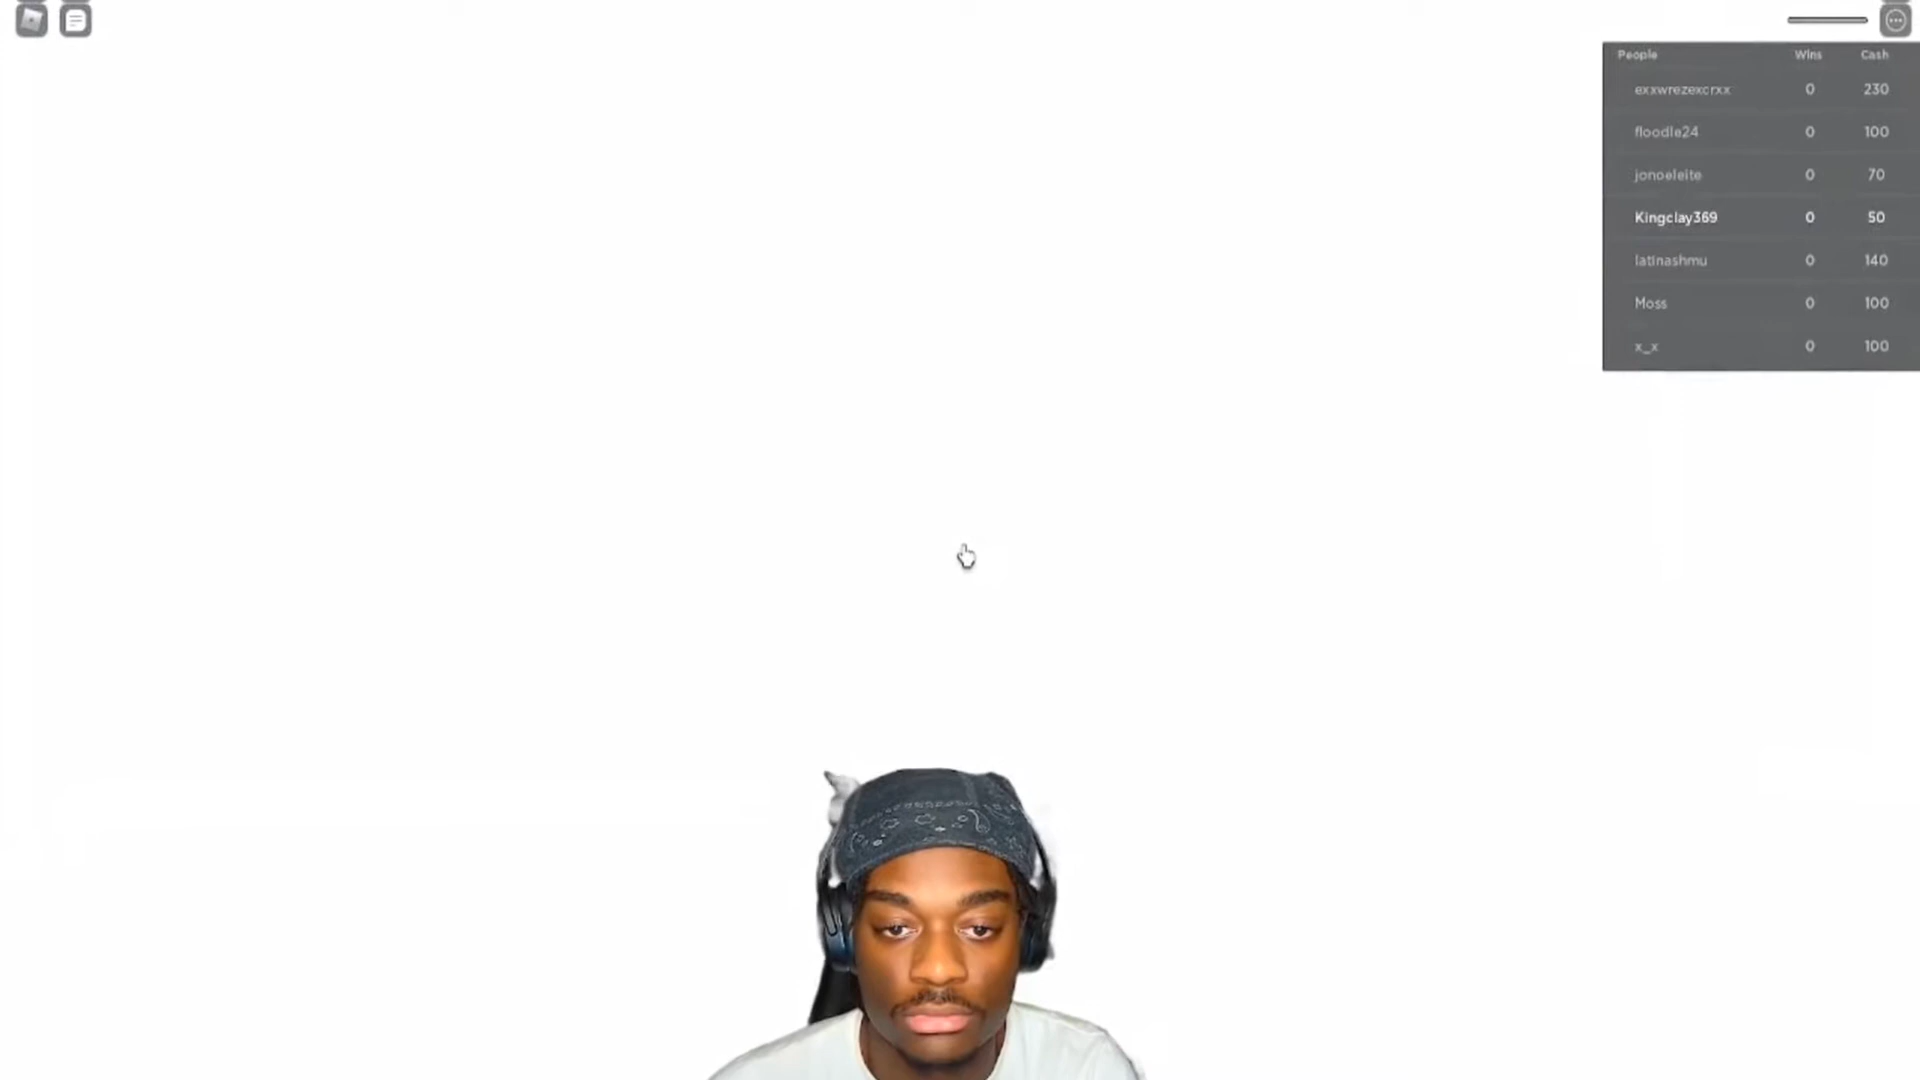 People Wins Cash
exxwrezexcrxx 0 230
floodle24 0 100
jonoeleite 0 70
Kingclay369 0 50
latinashmu 0 140
Moss 0 100
x_x 0 100